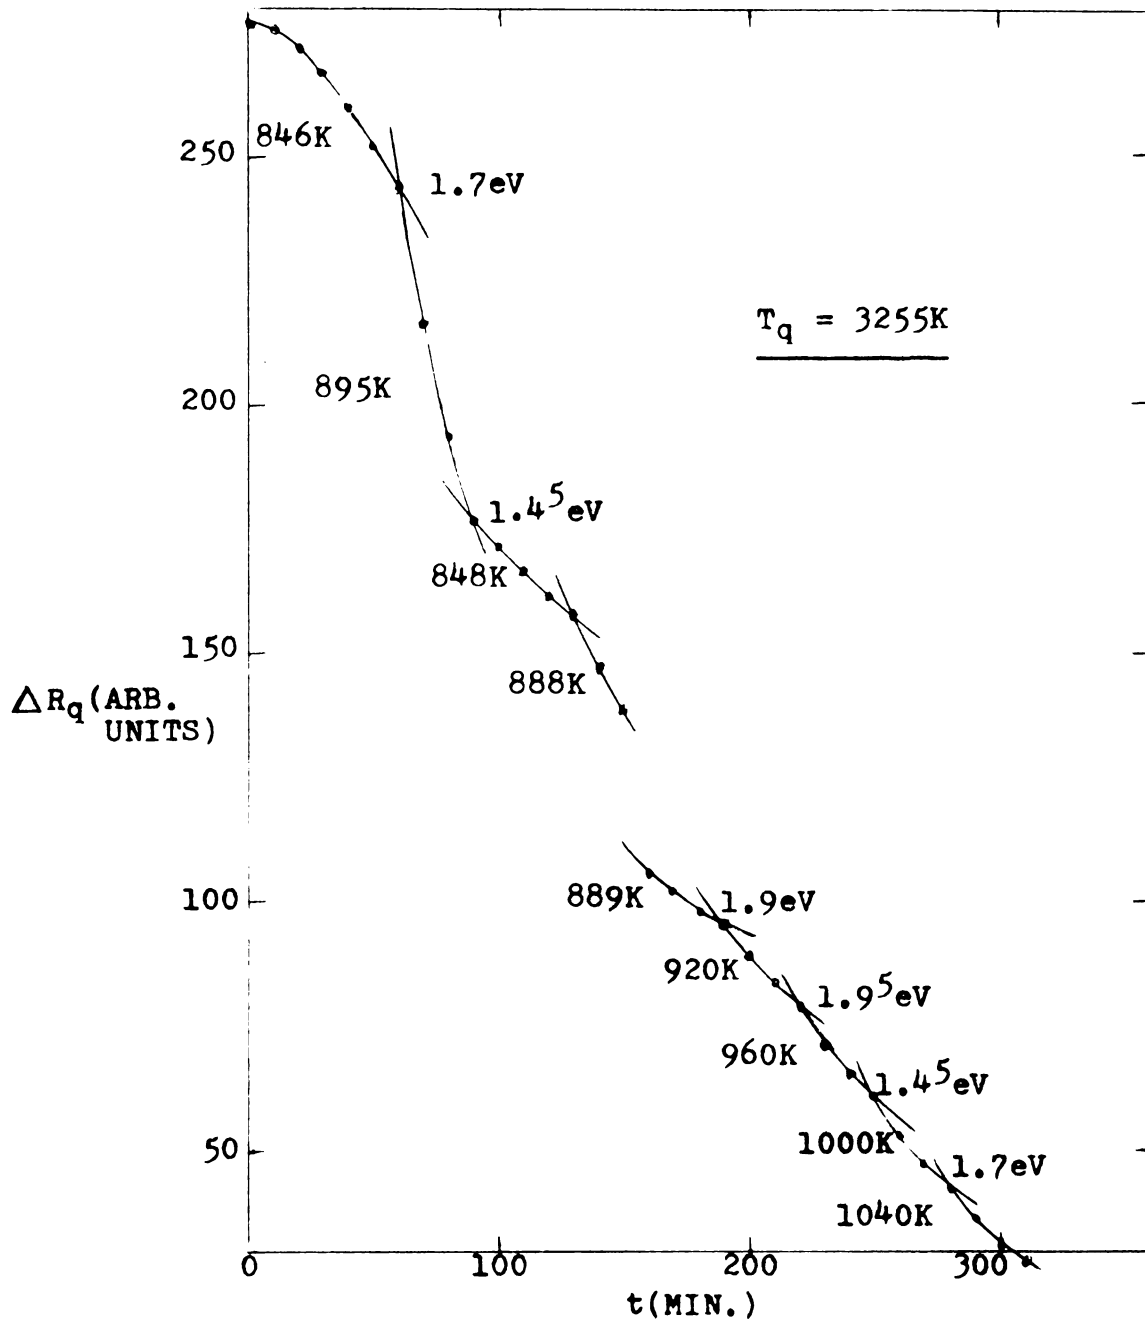 250
846K
1.7eV
Tq = 3255K
895K
200
1.4⁵eV
848K
150
888K
ΔRq(ARB.
UNITS)
100
889K
1.9eV
920K
1.9⁵eV
960K
1.4⁵eV
50
1000K
1.7eV
1040K
0 100 200 300
t(MIN.)